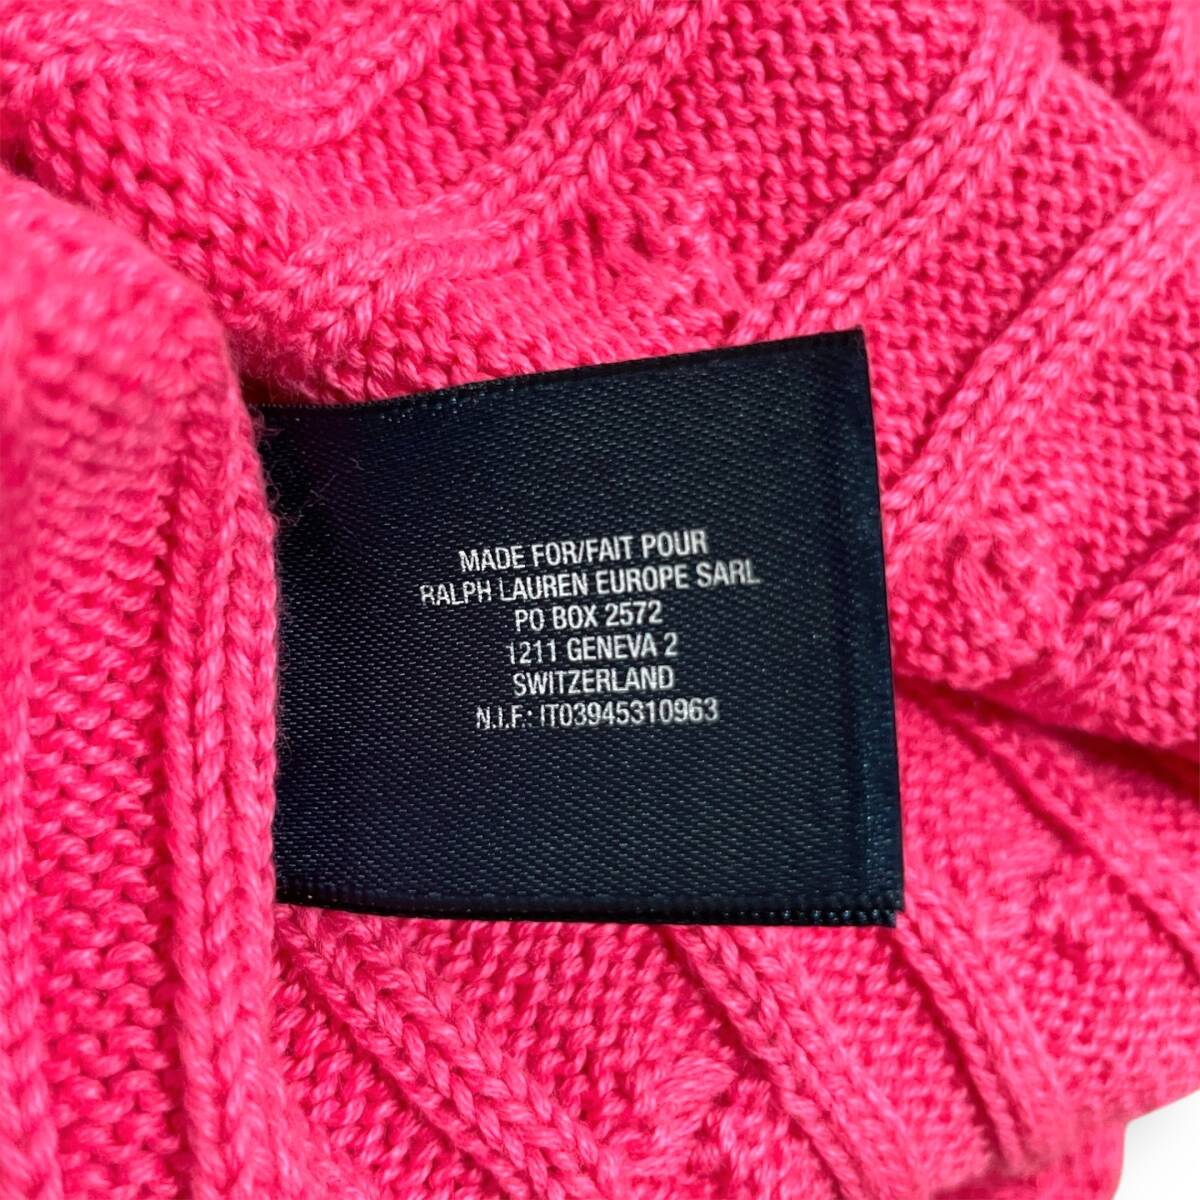 MADE FOR/FAIT POUR
RALPH LAUREN EUROPE SARL
PO BOX 2572
1211 GENEVA 2
SWITZERLAND
N.I.F.: IT03945310963